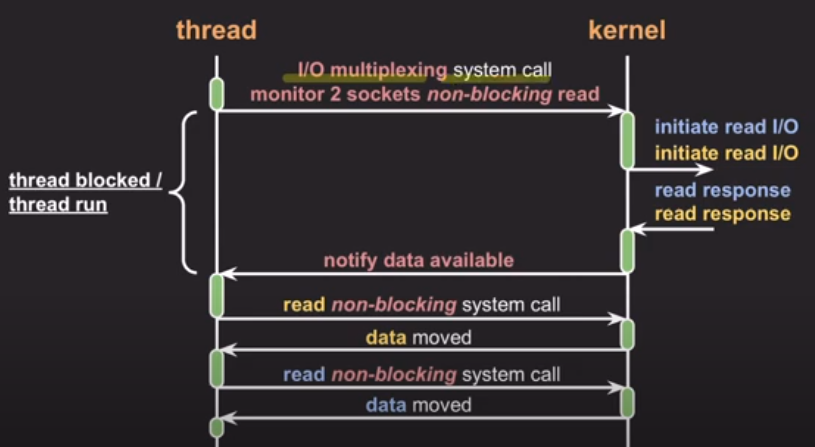 thread
kernel
I/O multiplexing system call
monitor 2 sockets non-blocking read
initiate read I/O
initiate read I/O
thread blocked /
thread run
read response
read response
notify data available
read non-blocking system call
data moved
read non-blocking system call
data moved